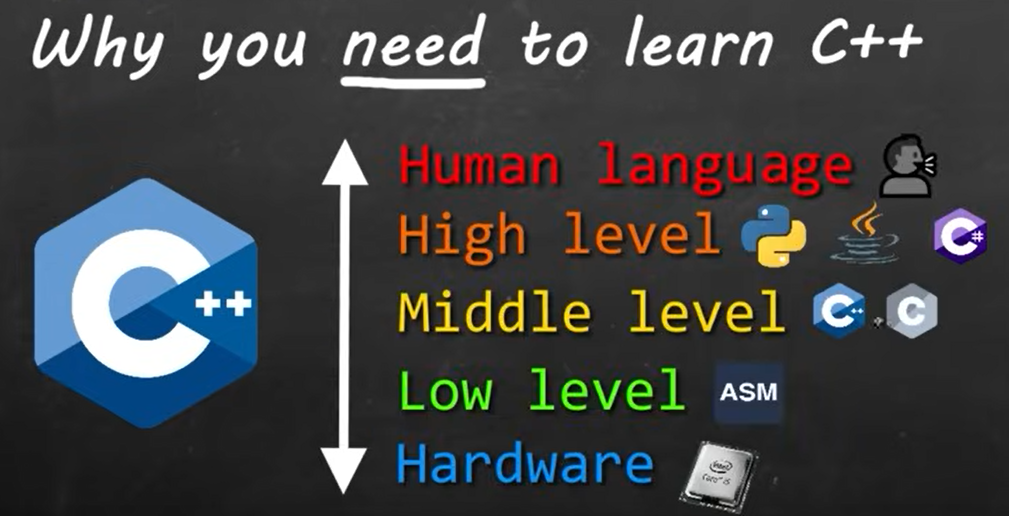 Why you need to learn C++
C ++
Human language
High level C#
Middle level C++ C
Low level ASM
Hardware intel CORE i5